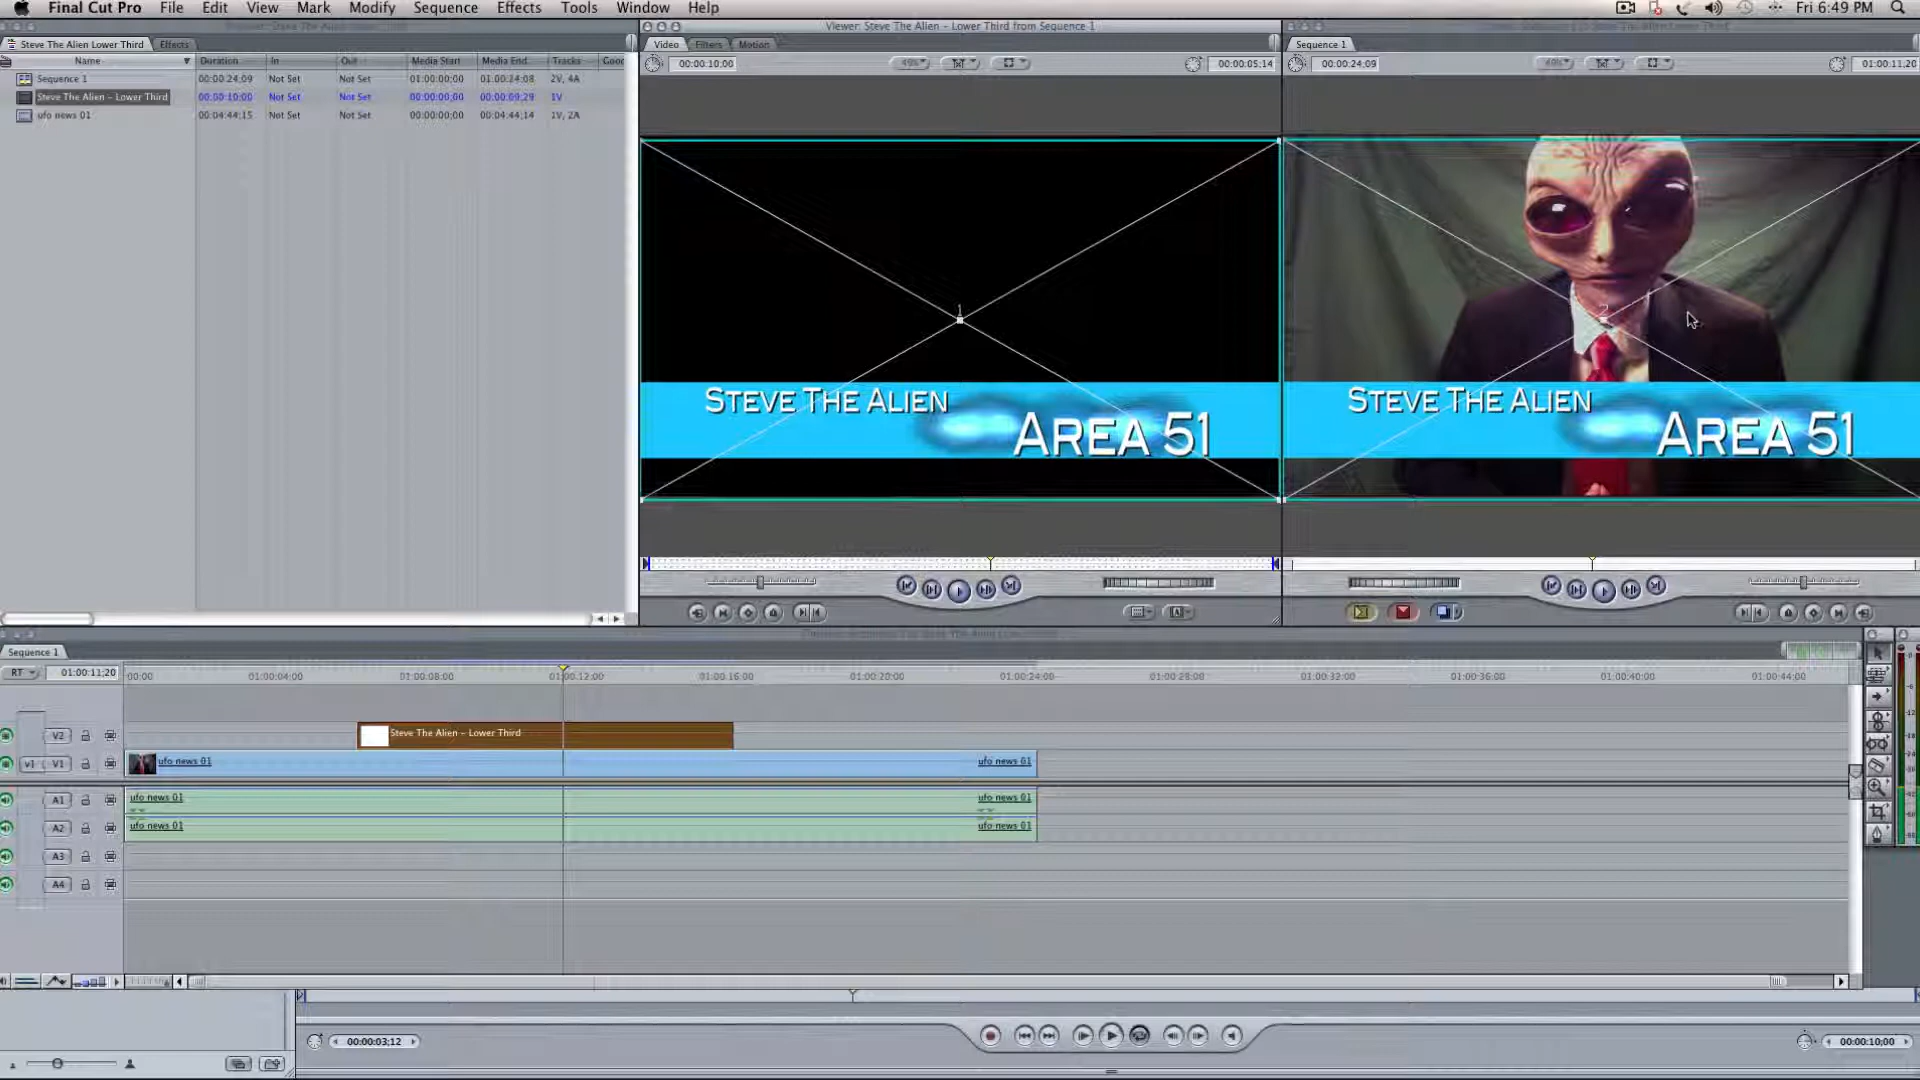 Final Cut Pro File Edit View Mark Modify Sequence Effects Tools Window Help Fri 6:49 PM
Viewer: Steve The Alien – Lower Third from Sequence 1
Steve The Alien Lower Third Effects
Video Filters Motion
Sequence 1
Name Duration In Out Media Start Media End Tracks Good
00:00:10;00 00:00:05;14
00:00:24;09 01:00:11;20
Sequence 1 00:00:24;09 Not Set Not Set 01:00:00;00 01:00:24;08 2V, 4A
Steve The Alien – Lower Third 00:00:10;00 Not Set Not Set 00:00:00;00 00:00:09;29 1V
ufo news 01 00:04:44;15 Not Set Not Set 00:00:00;00 00:04:44;14 1V, 2A
1
2
STEVE THE ALIEN
AREA 51
STEVE THE ALIEN
AREA 51
Sequence 1
RT 01:00:11;20 00:00 01:00:04;00 01:00:08;00 01:00:12;00 01:00:16;00 01:00:20;00 01:00:24;00 01:00:28;00 01:00:32;00 01:00:36;00 01:00:40;00 01:00:44;00
V2 Steve The Alien – Lower Third
v1 V1 ufo news 01 ufo news 01
A1 ufo news 01 ufo news 01
A2 ufo news 01 ufo news 01
A3
A4
00:00:03;12 00:00:10;00